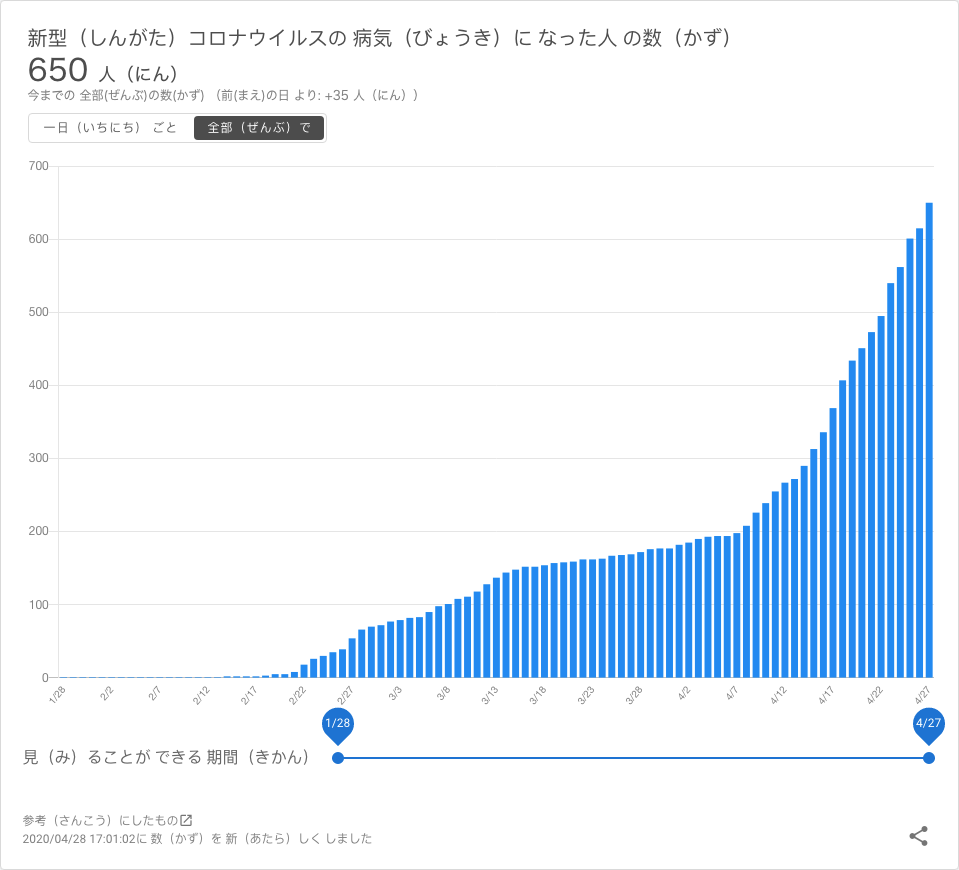 新型（しんがた）コロナウイルスの 病気（びょうき）に なった人 の数（かず）
650 人（にん）
今までの 全部(ぜんぶ)の数(かず) （前(まえ)の日 より: +35 人（にん））
一日（いちにち） ごと 全部（ぜんぶ）で
700
600
500
400
300
200
100
0
1/28 2/2 2/7 2/12 2/17 2/22 2/27 3/3 3/8 3/13 3/18 3/23 3/28 4/2 4/7 4/12 4/17 4/22 4/27
1/28 4/27
見（み）ることが できる 期間（きかん）
参考（さんこう）にしたもの
2020/04/28 17:01:02に 数（かず）を 新（あたら）しく しました